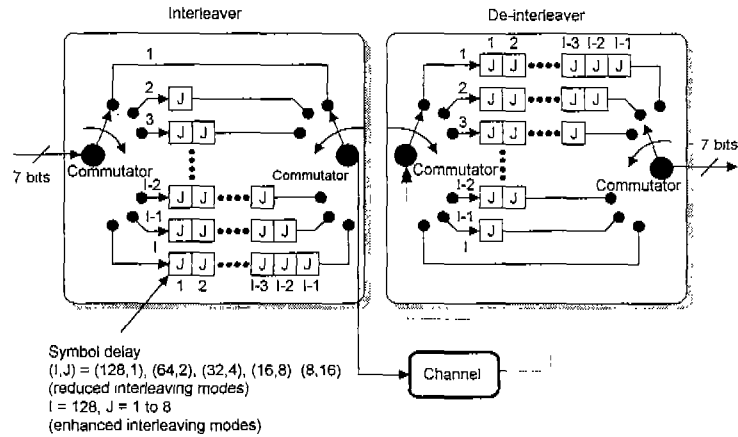 Interleaver
De-interleaver
1
2
J
3
J J
7 bits
Commutator
Commutator
I-2
J J J
I-1
J J J J
I
J J J J J
1 2 I-3 I-2 I-1
1 2 I-3 I-2 I-1
1
J J J J J
2
J J J J
3
J J J
Commutator
Commutator
7 bits
I-2
J J
I-1
J
I
Channel
Symbol delay
(I,J) = (128,1), (64,2), (32,4), (16,8) (8,16)
(reduced interleaving modes)
I = 128, J = 1 to 8
(enhanced interleaving modes)